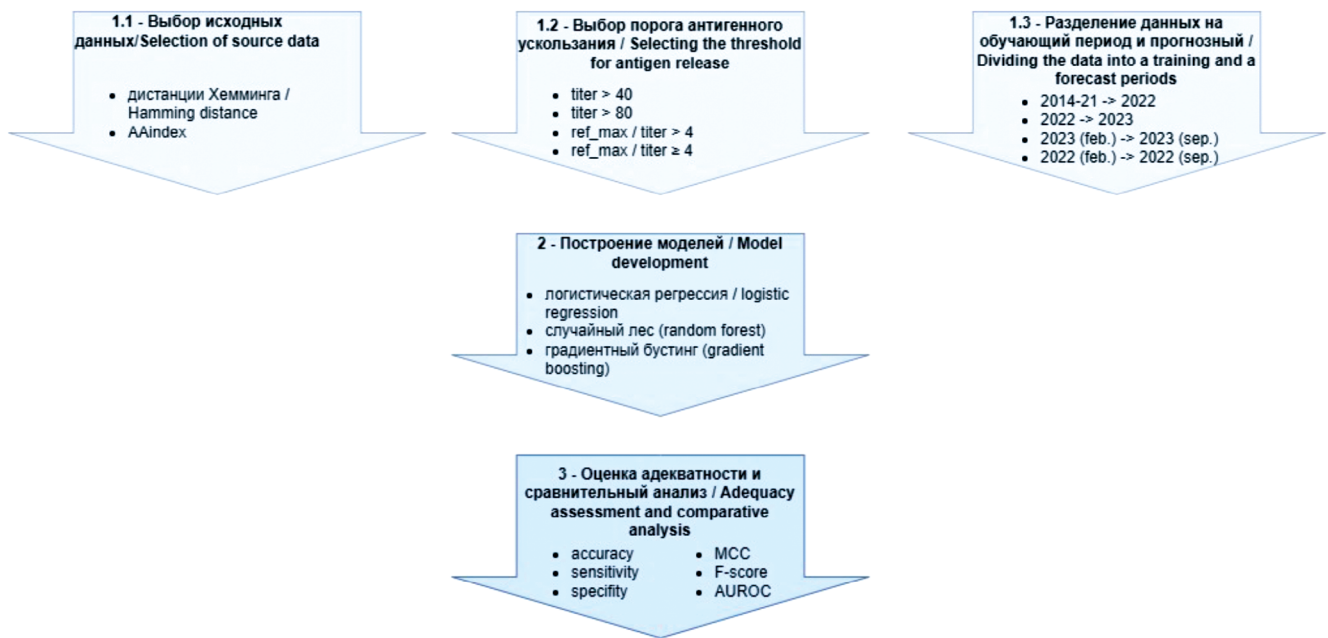 1.1 - Выбор исходных
данных/Selection of source data
• дистанции Хемминга /
Hamming distance
• AAindex
1.2 - Выбор порога антигенного
ускользания / Selecting the threshold
for antigen release
• titer > 40
• titer > 80
• ref_max / titer > 4
• ref_max / titer ≥ 4
1.3 - Разделение данных на
обучающий период и прогнозный /
Dividing the data into a training and a
forecast periods
• 2014-21 -> 2022
• 2022 -> 2023
• 2023 (feb.) -> 2023 (sep.)
• 2022 (feb.) -> 2022 (sep.)
2 - Построение моделей / Model
development
• логистическая регрессия / logistic
regression
• случайный лес (random forest)
• градиентный бустинг (gradient
boosting)
3 - Оценка адекватности и
сравнительный анализ / Adequacy
assessment and comparative
analysis
• accuracy
• sensitivity
• specifity
• MCC
• F-score
• AUROC